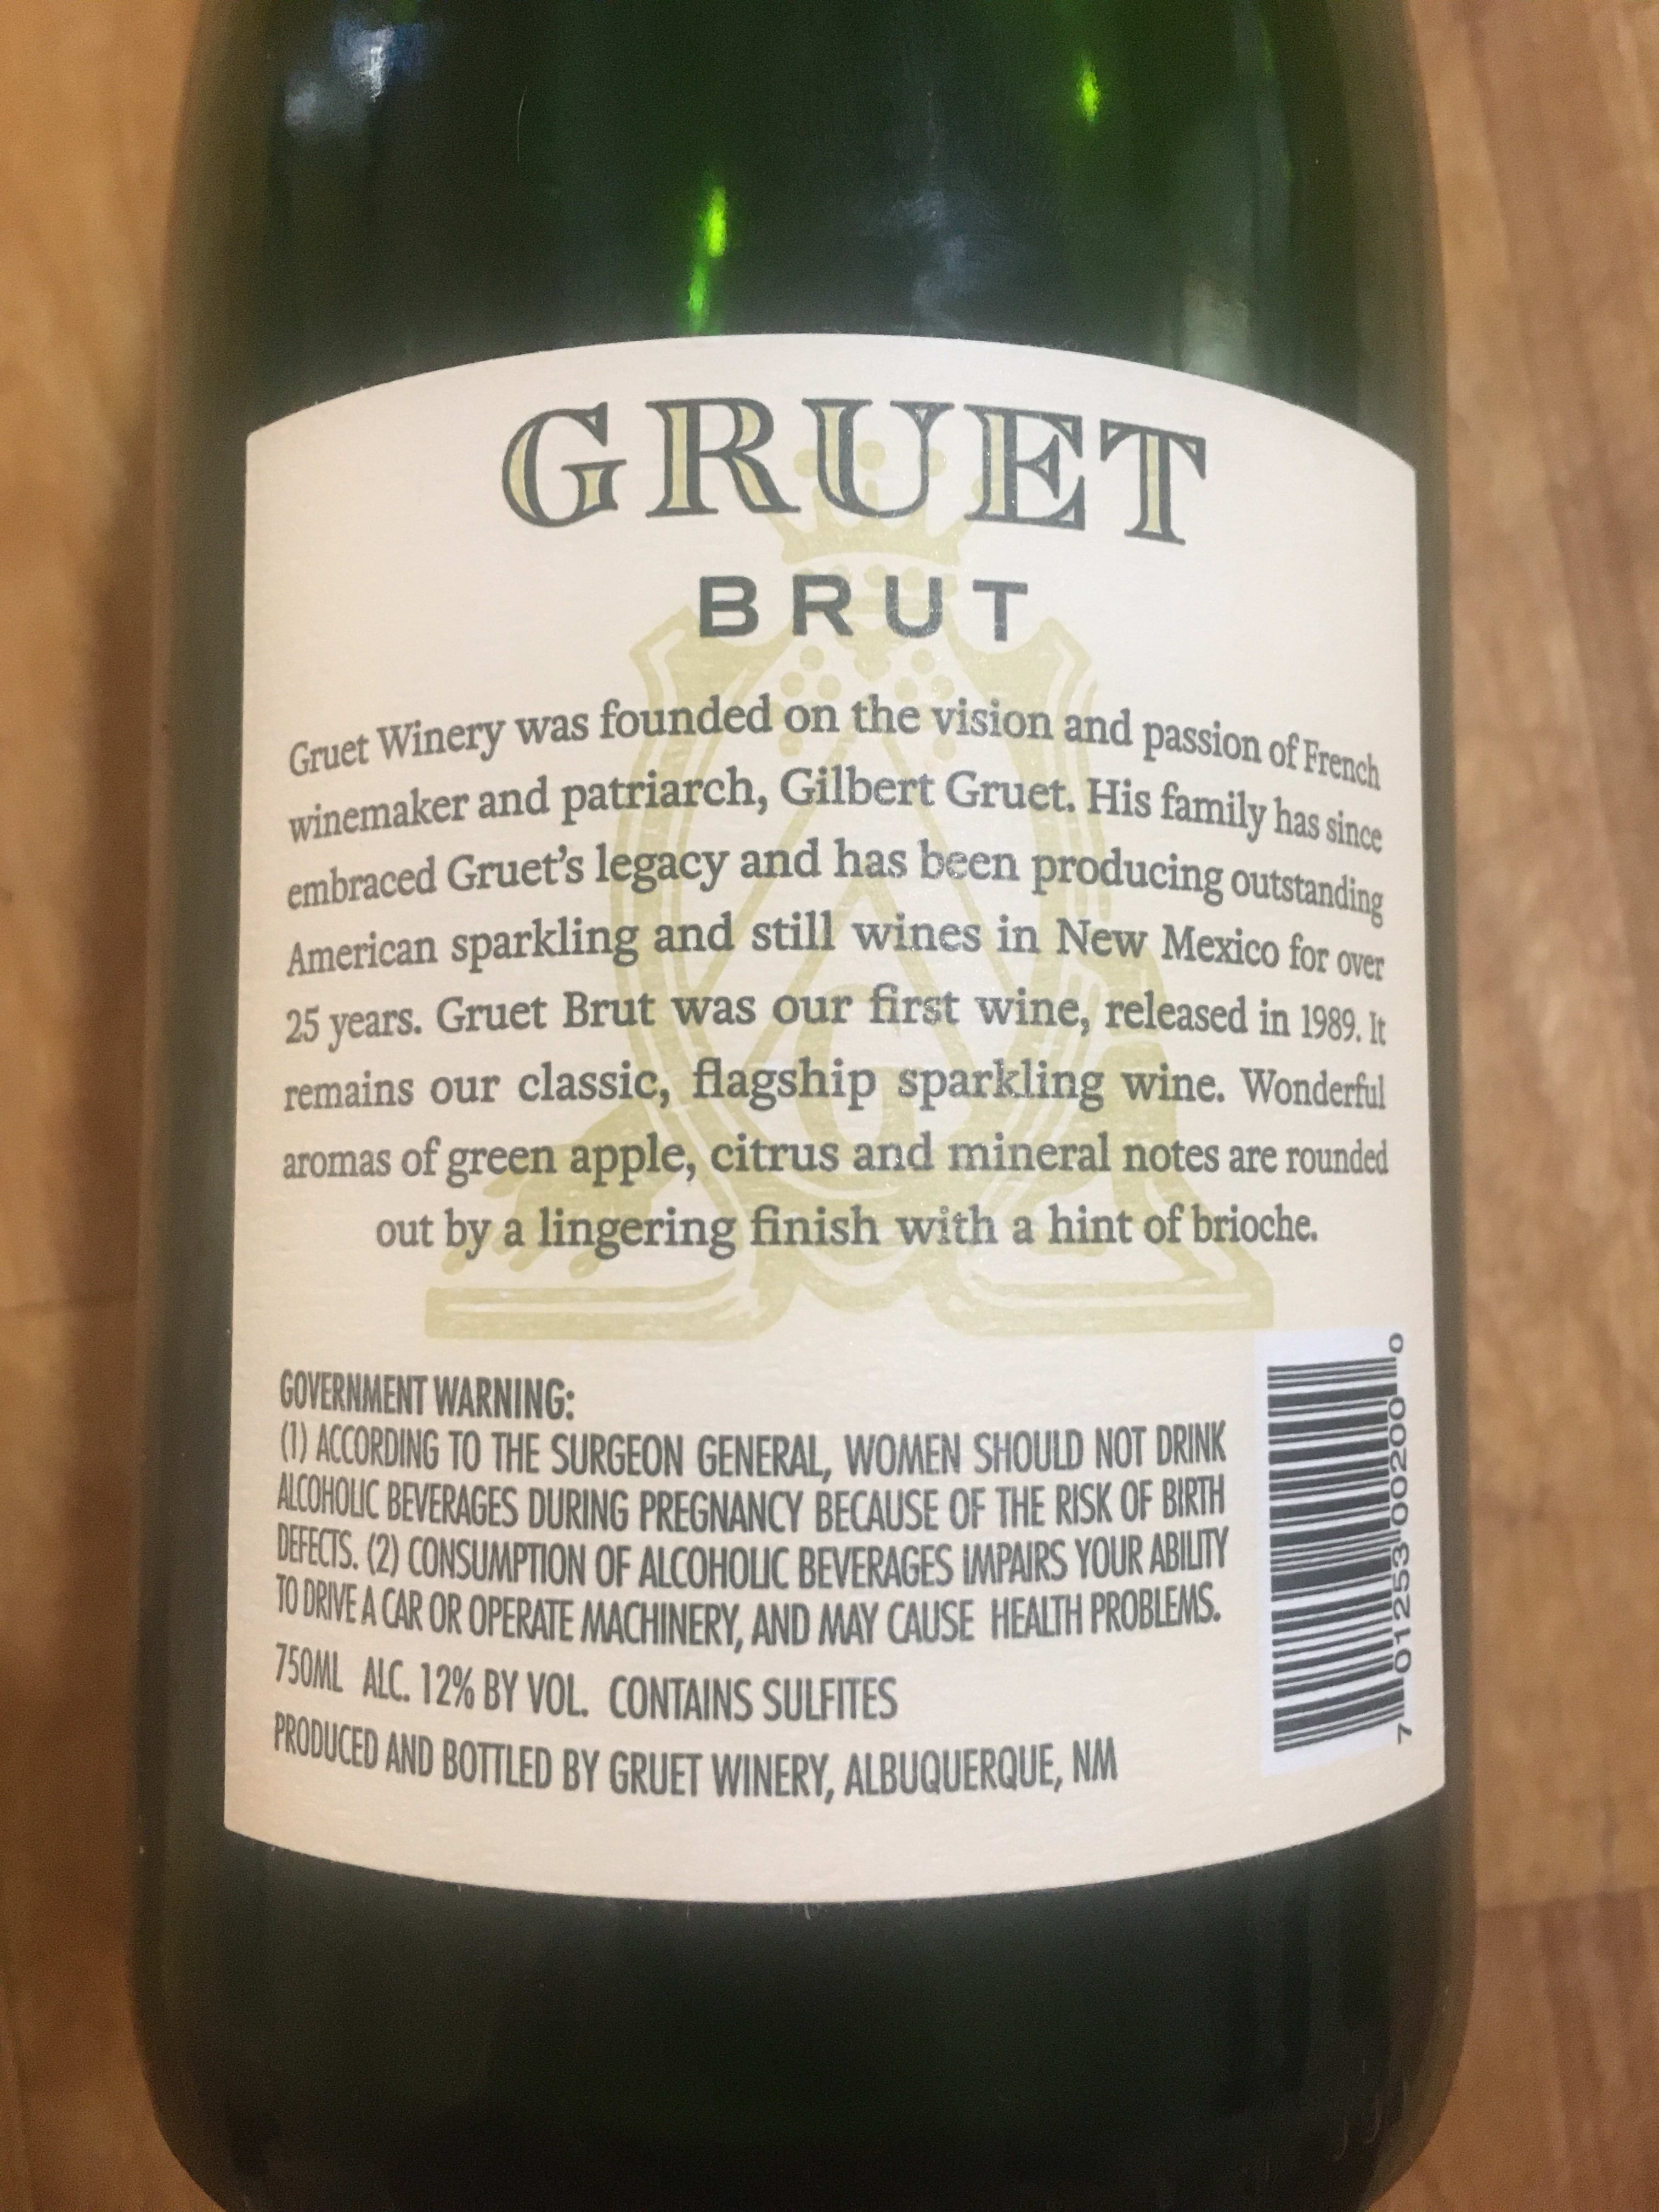 GRUET
BRUT
Gruet Winery was founded on the vision and passion of French
winemaker and patriarch, Gilbert Gruet. His family has since
embraced Gruet's legacy and has been producing outstanding
American sparkling and still wines in New Mexico for over
25 years. Gruet Brut was our first wine, released in 1989. It
remains our classic, flagship sparkling wine. Wonderful
aromas of green apple, citrus and mineral notes are rounded
out by a lingering finish with a hint of brioche.
GOVERNMENT WARNING:
(1) ACCORDING TO THE SURGEON GENERAL, WOMEN SHOULD NOT DRINK
ALCOHOLIC BEVERAGES DURING PREGNANCY BECAUSE OF THE RISK OF BIRTH
DEFECTS. (2) CONSUMPTION OF ALCOHOLIC BEVERAGES IMPAIRS YOUR ABILITY
TO DRIVE A CAR OR OPERATE MACHINERY, AND MAY CAUSE HEALTH PROBLEMS.
750ML ALC. 12% BY VOL. CONTAINS SULFITES
PRODUCED AND BOTTLED BY GRUET WINERY, ALBUQUERQUE, NM
7 01253 00200 0